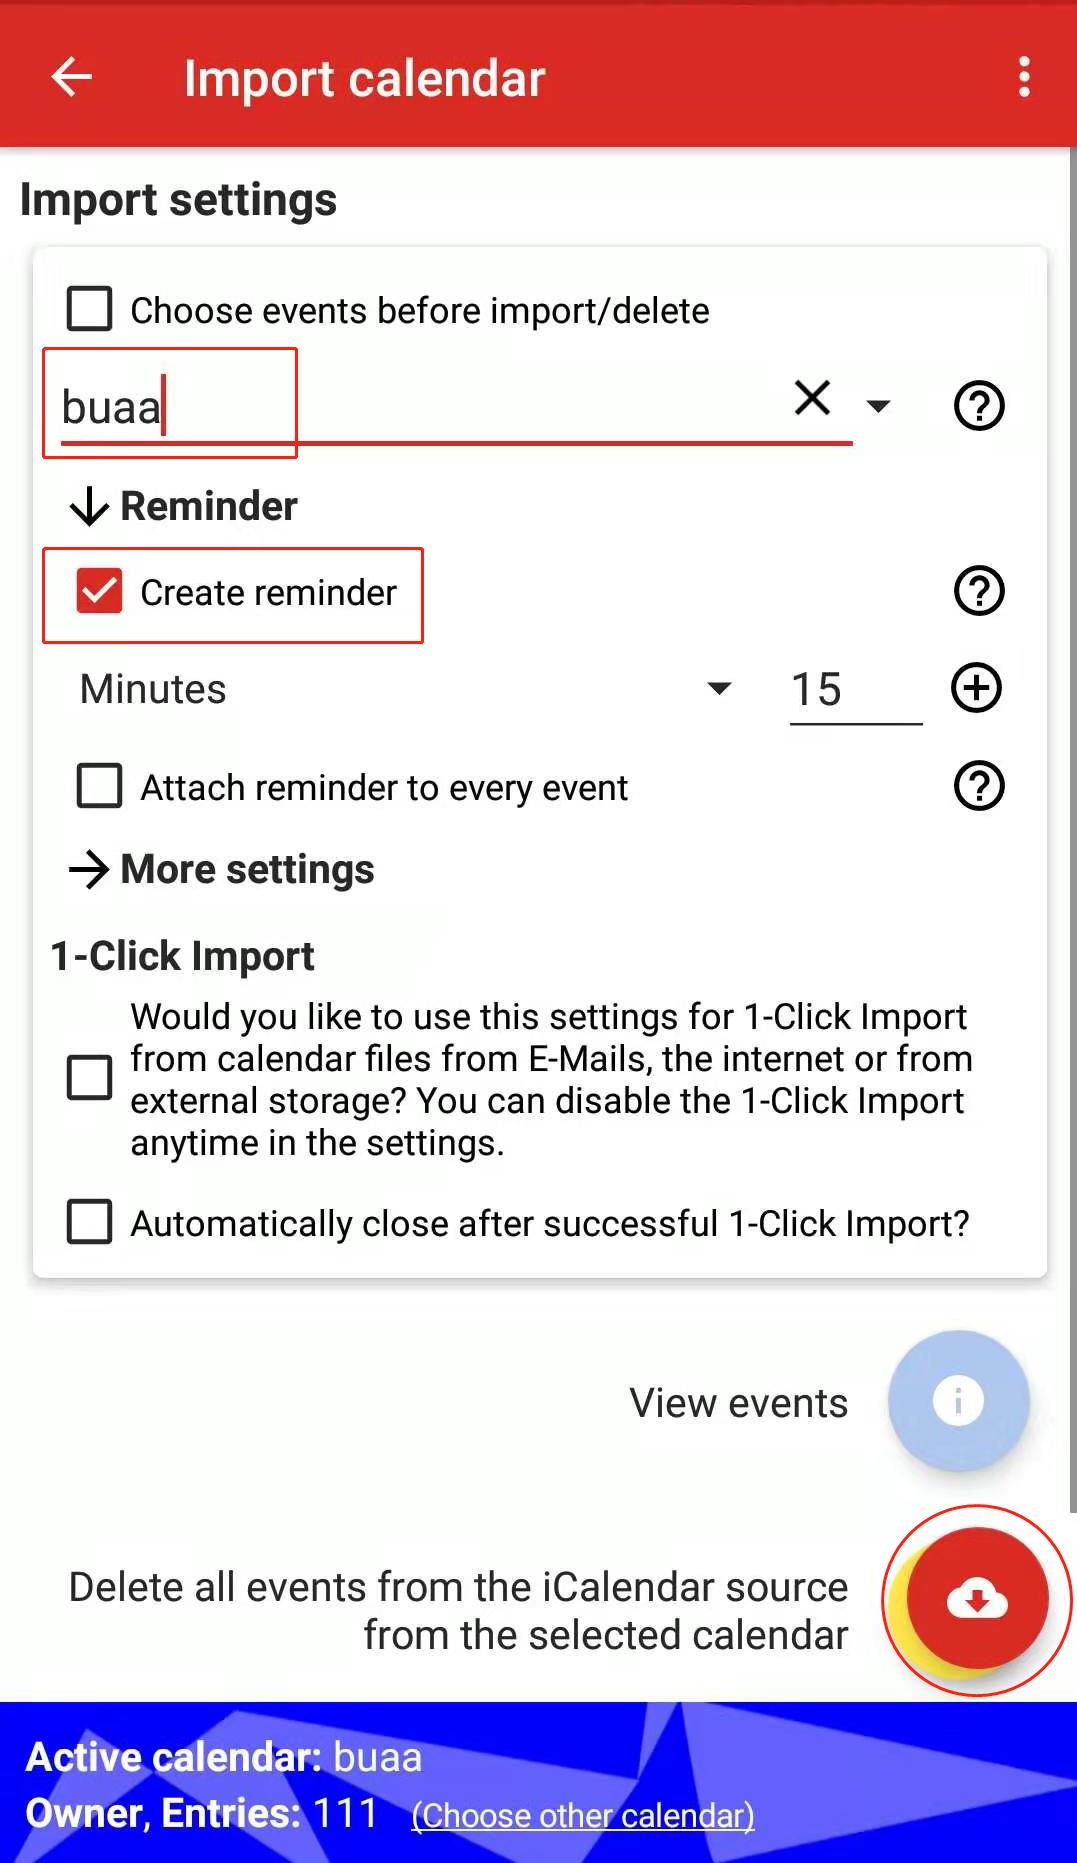 Import calendar
Import settings
Choose events before import/delete
buaa
Reminder
Create reminder
Minutes 15
Attach reminder to every event
More settings
1-Click Import
Would you like to use this settings for 1-Click Import
from calendar files from E-Mails, the internet or from
external storage? You can disable the 1-Click Import
anytime in the settings.
Automatically close after successful 1-Click Import?
View events
Delete all events from the iCalendar source
from the selected calendar
Active calendar: buaa
Owner, Entries: 111 (Choose other calendar)